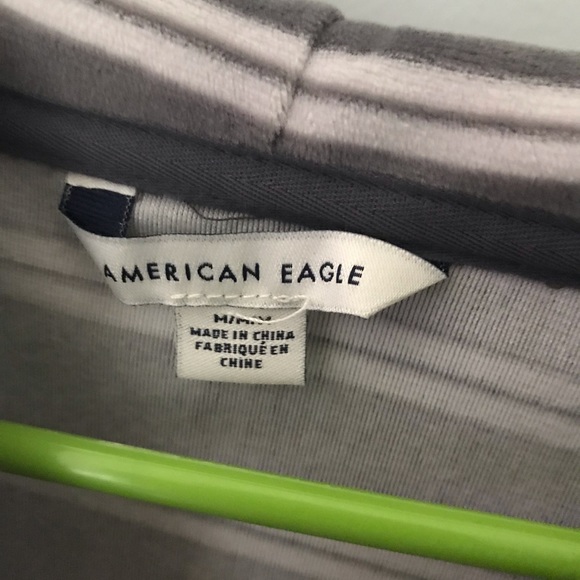 AMERICAN EAGLE
M/M/M
MADE IN CHINA
FABRIQUÉ EN
CHINE